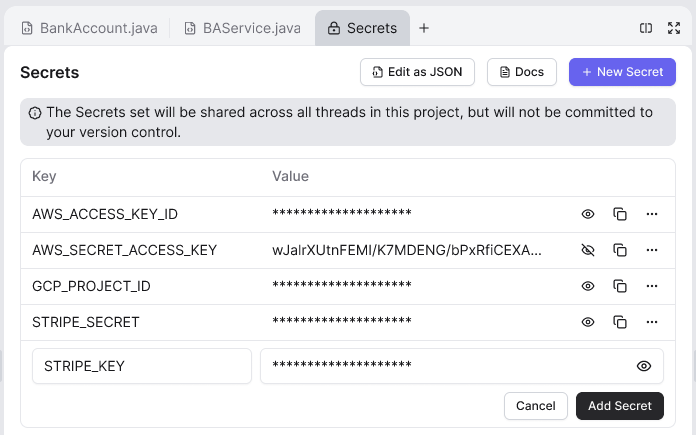 BankAccount.java BAService.java Secrets
Secrets Edit as JSON Docs New Secret
The Secrets set will be shared across all threads in this project, but will not be committed to
your version control.
Key Value
AWS_ACCESS_KEY_ID ********************
AWS_SECRET_ACCESS_KEY wJalrXUtnFEMI/K7MDENG/bPxRfiCEXA...
GCP_PROJECT_ID ********************
STRIPE_SECRET ********************
STRIPE_KEY ********************
Cancel Add Secret